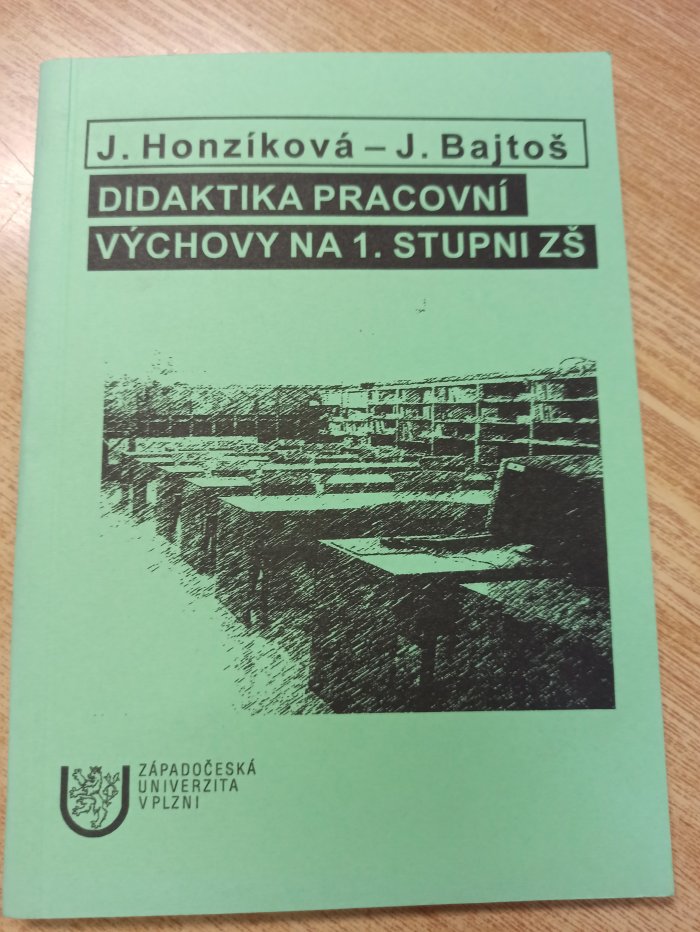 J. Honzíková – J. Bajtoš
DIDAKTIKA PRACOVNÍ
VÝCHOVY NA 1. STUPNI ZŠ
ZÁPADOČESKÁ
UNIVERZITA
V PLZNI